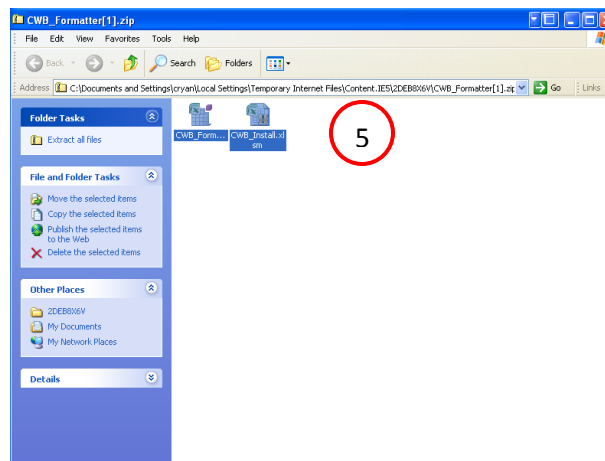 CWB_Formatter[1].zip
File Edit View Favorites Tools Help
Back Search Folders
Address C:\Documents and Settings\cryan\Local Settings\Temporary Internet Files\Content.IE5\2DEB8X6V\CWB_Formatter[1].zip Go Links
Folder Tasks
Extract all files
CWB_Form... CWB_Install.xl
sm
5
File and Folder Tasks
Move the selected items
Copy the selected items
Publish the selected items
to the Web
Delete the selected items
Other Places
2DEB8X6V
My Documents
My Network Places
Details